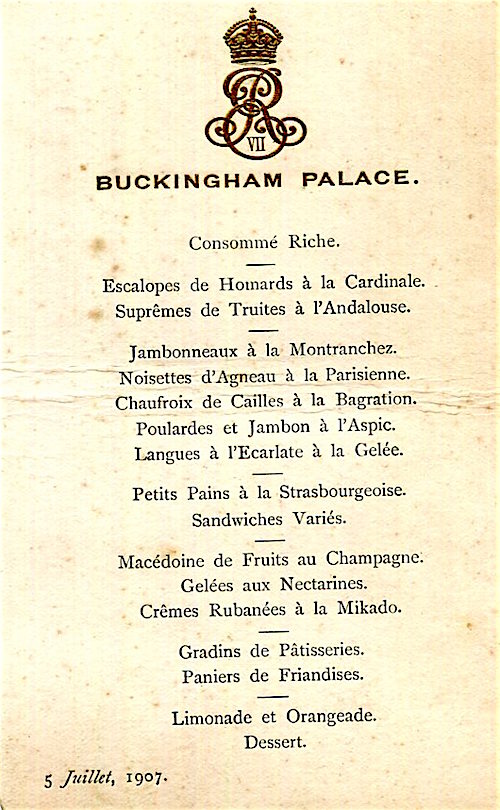 VII
BUCKINGHAM PALACE.
Consommé Riche.
Escalopes de Homards à la Cardinale.
Suprêmes de Truites à l'Andalouse.
Jambonneaux à la Montranchez.
Noisettes d'Agneau à la Parisienne.
Chaufroix de Cailles à la Bagration.
Poulardes et Jambon à l'Aspic.
Langues à l'Ecarlate à la Gelée.
Petits Pains à la Strasbourgeoise.
Sandwiches Variés.
Macédoine de Fruits au Champagne.
Gelées aux Nectarines.
Crêmes Rubanées à la Mikado.
Gradins de Pâtisseries.
Paniers de Friandises.
Limonade et Orangeade.
Dessert.
5 Juillet, 1907.